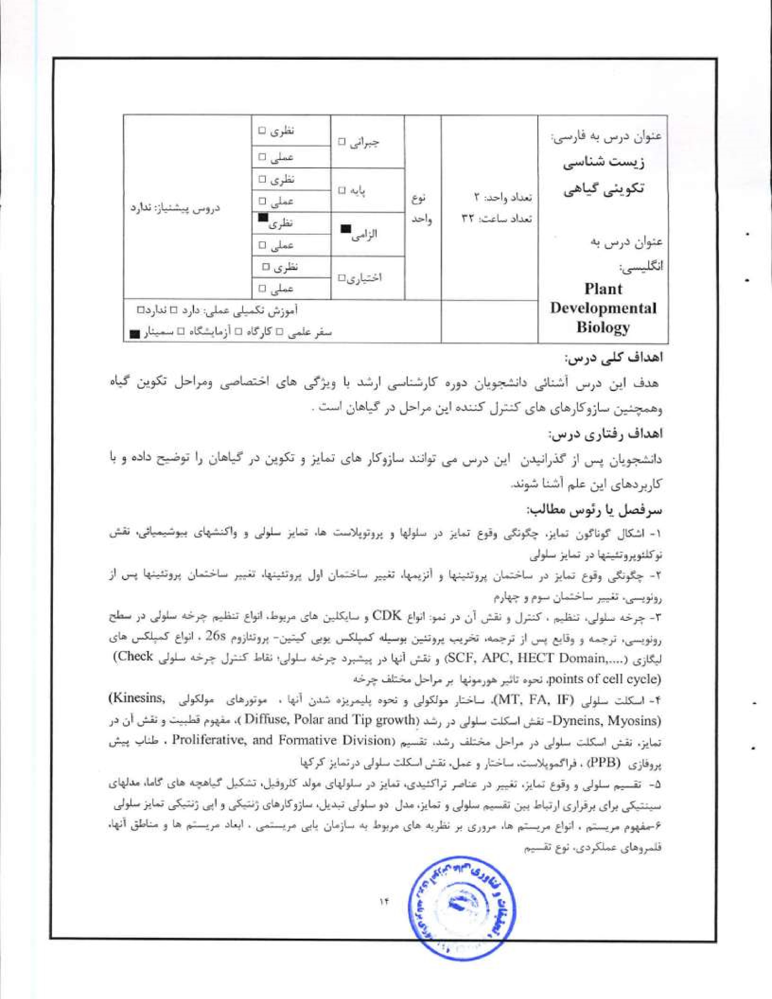 عنوان درس به فارسی:
زیست شناسی
تکوینی گیاهی
عنوان درس به
انگلیسی:
Plant
Developmental
Biology
تعداد واحد: ۲
تعداد ساعت: ۳۲
نوع
واحد
جبرانی □
نظری □
عملی □
پایه □
نظری □
عملی □
الزامی ■
نظری ■
عملی □
اختیاری □
نظری □
عملی □
دروس پیشنیاز: ندارد
آموزش تکمیلی عملی: دارد □ ندارد □
سفر علمی □ کارگاه □ آزمایشگاه □ سمینار ■
اهداف کلی درس:
هدف این درس آشنائی دانشجویان دوره کارشناسی ارشد با ویژگی های اختصاصی ومراحل تکوین گیاه
وهمچنین سازوکارهای های کنترل کننده این مراحل در گیاهان است .
اهداف رفتاری درس:
دانشجویان پس از گذرانیدن این درس می توانند سازوکار های تمایز و تکوین در گیاهان را توضیح داده و با
کاربردهای این علم آشنا شوند.
سرفصل یا رئوس مطالب:
۱- اشکال گوناگون تمایز، چگونگی وقوع تمایز در سلولها و پروتوپلاست ها، تمایز سلولی و واکنشهای بیوشیمیائی، نقش
نوکلئوپروتئینها در تمایز سلولی
۲- چگونگی وقوع تمایز در ساختمان پروتئینها و آنزیمها، تغییر ساختمان اول پروتئینها، تغییر ساختمان پروتئینها پس از
رونویسی، تغییر ساختمان سوم و چهارم
۳- چرخه سلولی، تنظیم ، کنترل و نقش آن در نمو: انواع CDK و سایکلین های مربوط، انواع تنظیم چرخه سلولی در سطح
رونویسی، ترجمه و وقایع پس از ترجمه، تخریب پروتئین بوسیله کمپلکس یوبی کیتین- پروتئازوم 26s ، انواع کمپلکس های
لیگازی (....,SCF, APC, HECT Domain) و نقش آنها در پیشبرد چرخه سلولی؛ نقاط کنترل چرخه سلولی (Check
points of cell cycle)، نحوه تاثیر هورمونها بر مراحل مختلف چرخه
۴- اسکلت سلولی (MT, FA, IF)، ساختار مولکولی و نحوه پلیمریزه شدن آنها ، موتورهای مولکولی (Kinesins,
Dyneins, Myosins)- نقش اسکلت سلولی در رشد (Diffuse, Polar and Tip growth )، مفهوم قطبیت و نقش آن در
تمایز، نقش اسکلت سلولی در مراحل مختلف رشد، تقسیم (Proliferative, and Formative Division ، طناب پیش
پروفازی (PPB) ، فراگموپلاست، ساختار و عمل، نقش اسکلت سلولی درتمایز کرکها
۵- تقسیم سلولی و وقوع تمایز، تغییر در عناصر تراکئیدی، تمایز در سلولهای مولد کلروفیل، تشکیل گیاهچه های گاما، مدلهای
سینتیکی برای برقراری ارتباط بین تقسیم سلولی و تمایز، مدل دو سلولی تبدیل، سازوکارهای ژنتیکی و اپی ژنتیکی تمایز سلولی
۶-مفهوم مریستم ، انواع مریستم ها، مروری بر نظریه های مربوط به سازمان یابی مریستمی ، ابعاد مریستم ها و مناطق آنها،
قلمروهای عملکردی، نوع تقسیم
۱۴
تحقیقات و فناوری